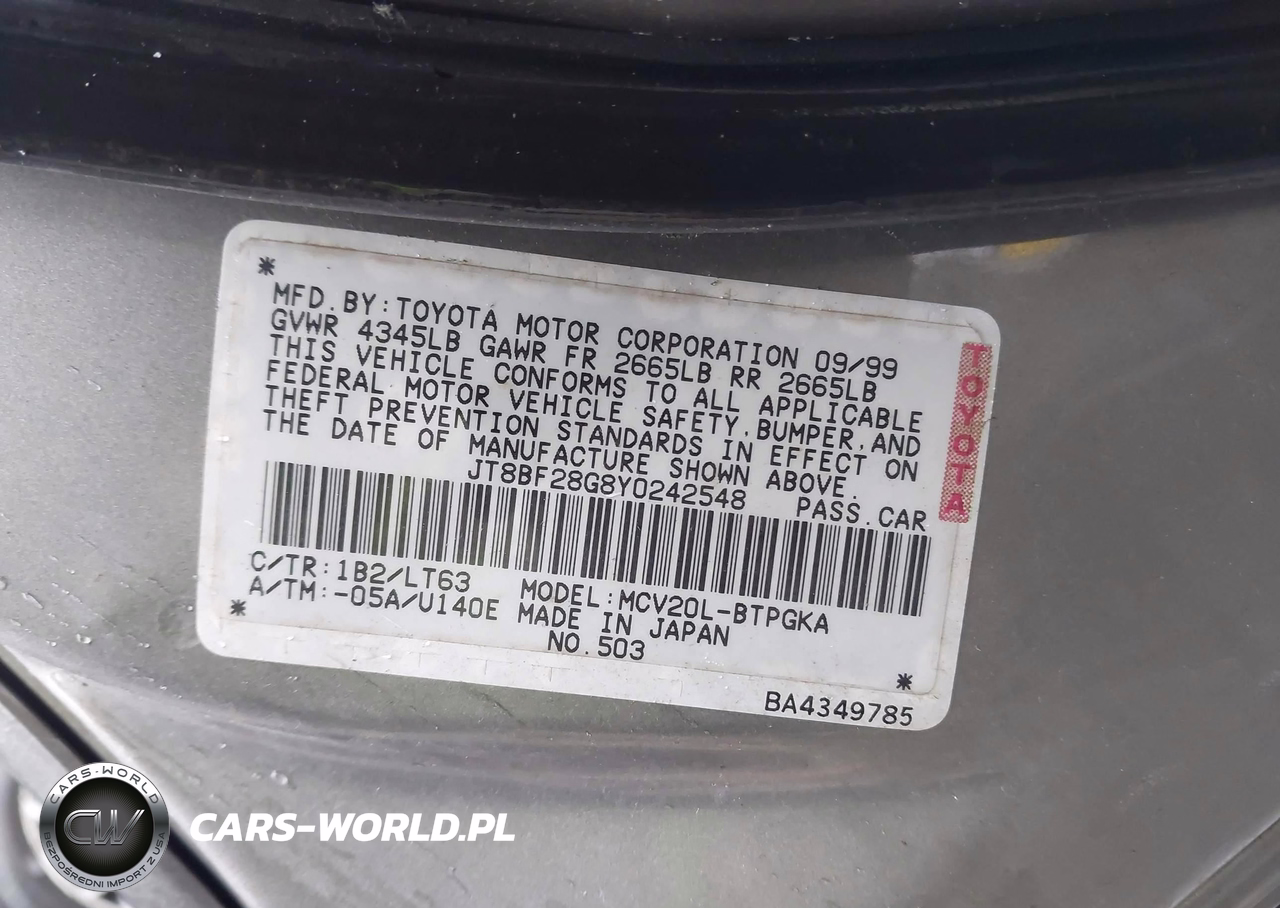 *
MFD.BY:TOYOTA MOTOR CORPORATION 09/99
GVWR 4345LB GAWR FR 2665LB RR 2665LB
THIS VEHICLE CONFORMS TO ALL APPLICABLE
FEDERAL MOTOR VEHICLE SAFETY,BUMPER,AND
THEFT PREVENTION STANDARDS IN EFFECT ON
THE DATE OF MANUFACTURE SHOWN ABOVE.
JT8BF28G8Y0242548 PASS.CAR
TOYOTA
C/TR:1B2/LT63 MODEL:MCV20L-BTPGKA
A/TM:-05A/U140E MADE IN JAPAN
* NO.503 *
BA4349785
CARS-WORLD
CW
BEZPOŚREDNI IMPORT Z USA
CARS-WORLD.PL